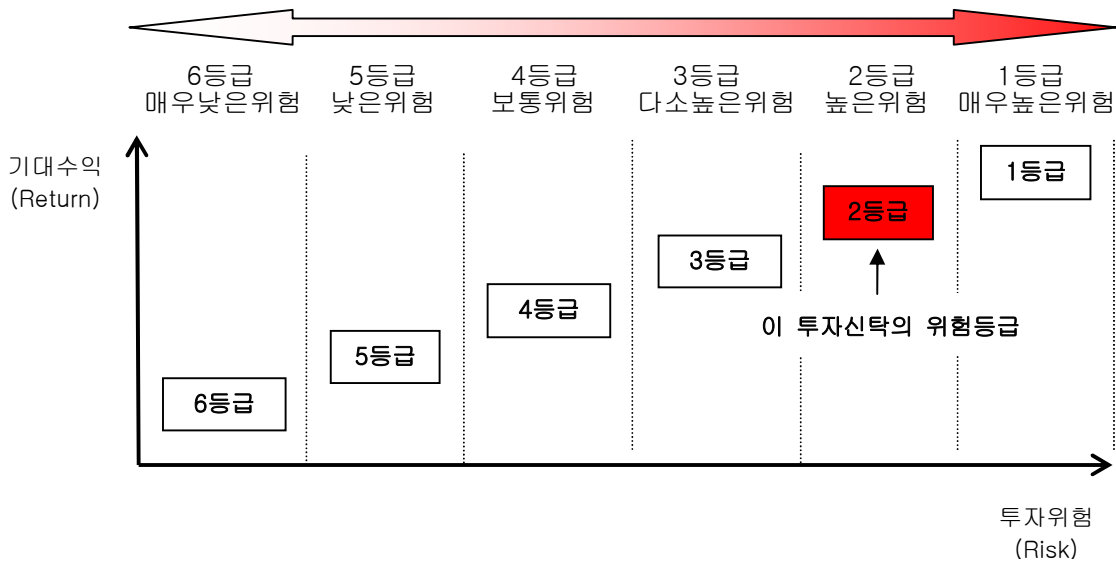 6등급 5등급 4등급 3등급 2등급 1등급
매우낮은위험 낮은위험 보통위험 다소높은위험 높은위험 매우높은위험
기대수익
(Return)
1등급
2등급
3등급
이 투자신탁의 위험등급
4등급
5등급
6등급
투자위험
(Risk)